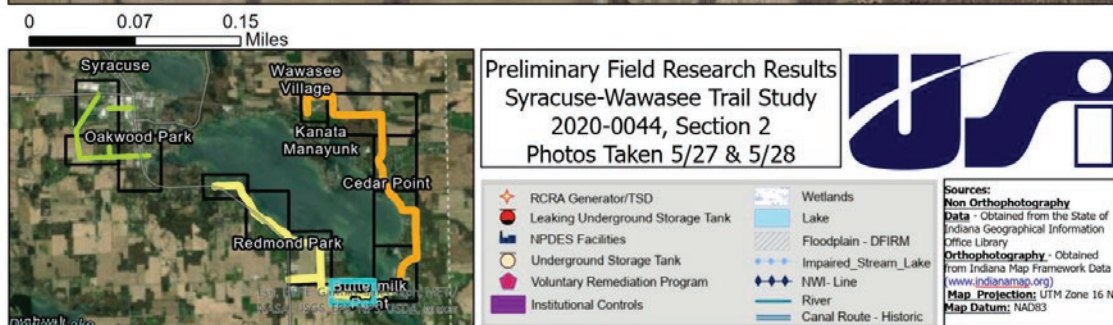 0 0.07 0.15
Miles
Syracuse
Wawasee
Village
Oakwood Park
Kanata
Manayunk
Cedar Point
Redmond Park
Buttermilk
Point
Preliminary Field Research Results
Syracuse-Wawasee Trail Study
2020-0044, Section 2
Photos Taken 5/27 & 5/28
USi
RCRA Generator/TSD
Leaking Underground Storage Tank
NPDES Facilities
Underground Storage Tank
Voluntary Remediation Program
Institutional Controls
Wetlands
Lake
Floodplain - DFIRM
Impaired_Stream_Lake
NWI- Line
River
Canal Route - Historic
Sources:
Non Orthophotography
Data - Obtained from the State of
Indiana Geographical Information
Office Library
Orthophotography - Obtained
from Indiana Map Framework Data
(www.indianamap.org)
Map Projection: UTM Zone 16 N
Map Datum: NAD83